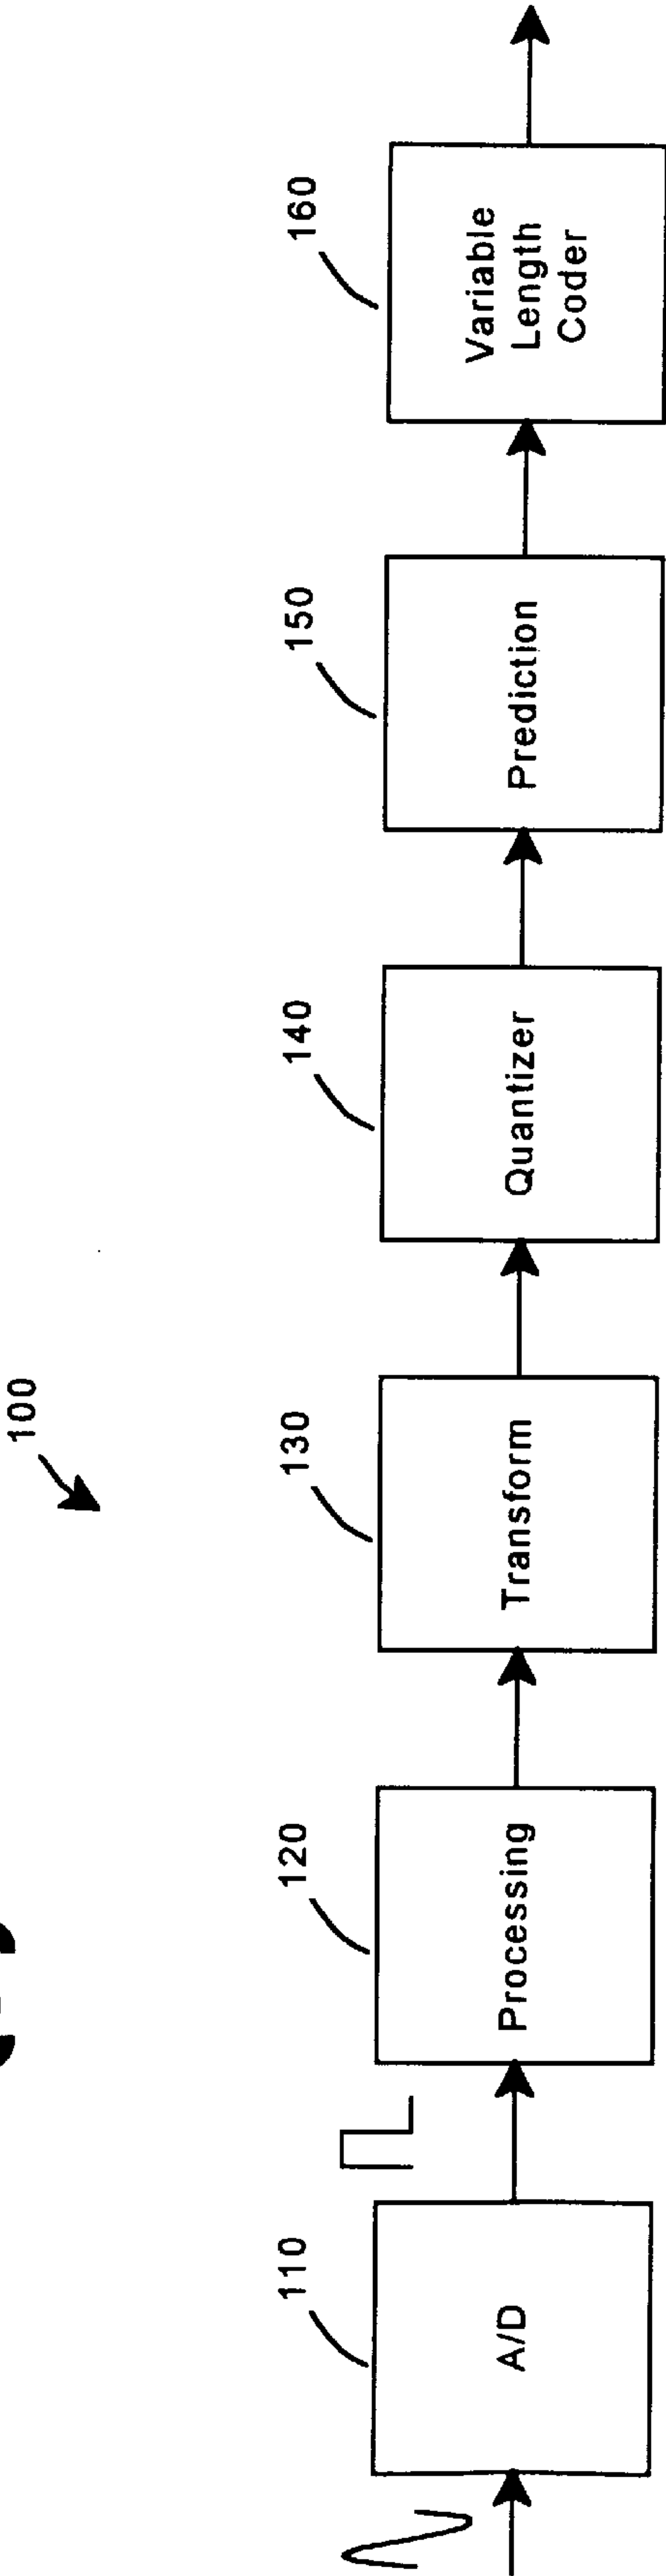 100
110
120
130
140
150
160
A/D
Processing
Transform
Quantizer
Prediction
Variable
Length
Coder